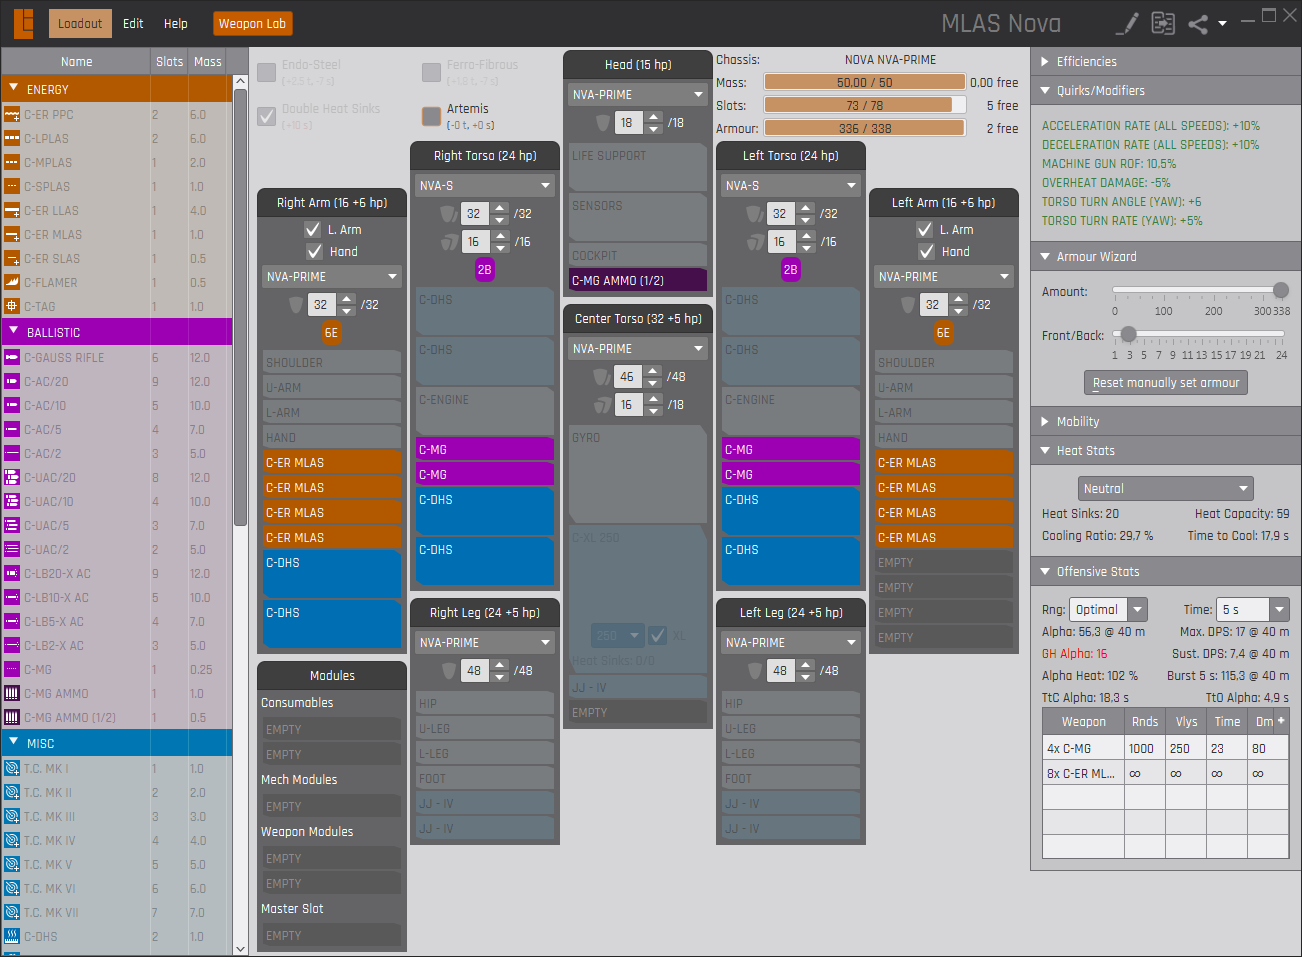 Loadout Edit Help Weapon Lab MLAS Nova
Name Slots Mass
ENERGY
C-ER PPC 2 6.0
C-LPLAS 2 6.0
C-MPLAS 1 2.0
C-SPLAS 1 1.0
C-ER LLAS 1 4.0
C-ER MLAS 1 1.0
C-ER SLAS 1 0.5
C-FLAMER 1 0.5
C-TAG 1 1.0
BALLISTIC
C-GAUSS RIFLE 6 12.0
C-AC/20 9 12.0
C-AC/10 5 10.0
C-AC/5 4 7.0
C-AC/2 3 5.0
C-UAC/20 8 12.0
C-UAC/10 4 10.0
C-UAC/5 3 7.0
C-UAC/2 2 5.0
C-LB20-X AC 9 12.0
C-LB10-X AC 5 10.0
C-LB5-X AC 4 7.0
C-LB2-X AC 3 5.0
C-MG 1 0.25
C-MG AMMO 1 1.0
C-MG AMMO (1/2) 1 0.5
MISC
T.C. MK I 1 1.0
T.C. MK II 2 2.0
T.C. MK III 3 3.0
T.C. MK IV 4 4.0
T.C. MK V 5 5.0
T.C. MK VI 6 6.0
T.C. MK VII 7 7.0
C-DHS 2 1.0
Endo-Steel
(+2.5 t, -7 s)
Ferro-Fibrous
(+1.8 t, -7 s)
Double Heat Sinks
(+10 s)
Artemis
(-0 t, +0 s)
Right Arm (16 +6 hp)
L. Arm
Hand
NVA-PRIME
32 /32
6E
SHOULDER
U-ARM
L-ARM
HAND
C-ER MLAS
C-ER MLAS
C-ER MLAS
C-ER MLAS
C-DHS
C-DHS
Modules
Consumables
EMPTY
EMPTY
Mech Modules
EMPTY
Weapon Modules
EMPTY
EMPTY
Master Slot
EMPTY
Right Torso (24 hp)
NVA-S
32 /32
16 /16
2B
C-DHS
C-DHS
C-ENGINE
C-MG
C-MG
C-DHS
C-DHS
Right Leg (24 +5 hp)
NVA-PRIME
48 /48
HIP
U-LEG
L-LEG
FOOT
JJ - IV
JJ - IV
Head (15 hp)
NVA-PRIME
18 /18
LIFE SUPPORT
SENSORS
COCKPIT
C-MG AMMO (1/2)
Center Torso (32 +5 hp)
NVA-PRIME
46 /48
16 /18
GYRO
C-XL 250
250 XL
Heat Sinks: 0/0
JJ - IV
EMPTY
Chassis: NOVA NVA-PRIME
Mass: 50,00 / 50 0,00 free
Slots: 73 / 78 5 free
Armour: 336 / 338 2 free
Left Torso (24 hp)
NVA-S
32 /32
16 /16
2B
C-DHS
C-DHS
C-ENGINE
C-MG
C-MG
C-DHS
C-DHS
Left Leg (24 +5 hp)
NVA-PRIME
48 /48
HIP
U-LEG
L-LEG
FOOT
JJ - IV
JJ - IV
Left Arm (16 +6 hp)
L. Arm
Hand
NVA-PRIME
32 /32
6E
SHOULDER
U-ARM
L-ARM
HAND
C-ER MLAS
C-ER MLAS
C-ER MLAS
C-ER MLAS
EMPTY
EMPTY
EMPTY
EMPTY
Efficiencies
Quirks/Modifiers
ACCELERATION RATE (ALL SPEEDS): +10%
DECELERATION RATE (ALL SPEEDS): +10%
MACHINE GUN ROF: 10,5%
OVERHEAT DAMAGE: -5%
TORSO TURN ANGLE (YAW): +6
TORSO TURN RATE (YAW): +5%
Armour Wizard
Amount:
0 100 200 300 338
Front/Back:
1 3 5 7 9 11 13 15 17 19 21 24
Reset manually set armour
Mobility
Heat Stats
Neutral
Heat Sinks: 20 Heat Capacity: 59
Cooling Ratio: 29,7 % Time to Cool: 17,9 s
Offensive Stats
Rng: Optimal Time: 5 s
Alpha: 56,3 @ 40 m Max. DPS: 17 @ 40 m
GH Alpha: 16 Sust. DPS: 7,4 @ 40 m
Alpha Heat: 102 % Burst 5 s: 115,3 @ 40 m
TtC Alpha: 18,3 s TtO Alpha: 4,9 s
Weapon Rnds Vlys Time Dm +
4x C-MG 1000 250 23 80
8x C-ER ML... ∞ ∞ ∞ ∞